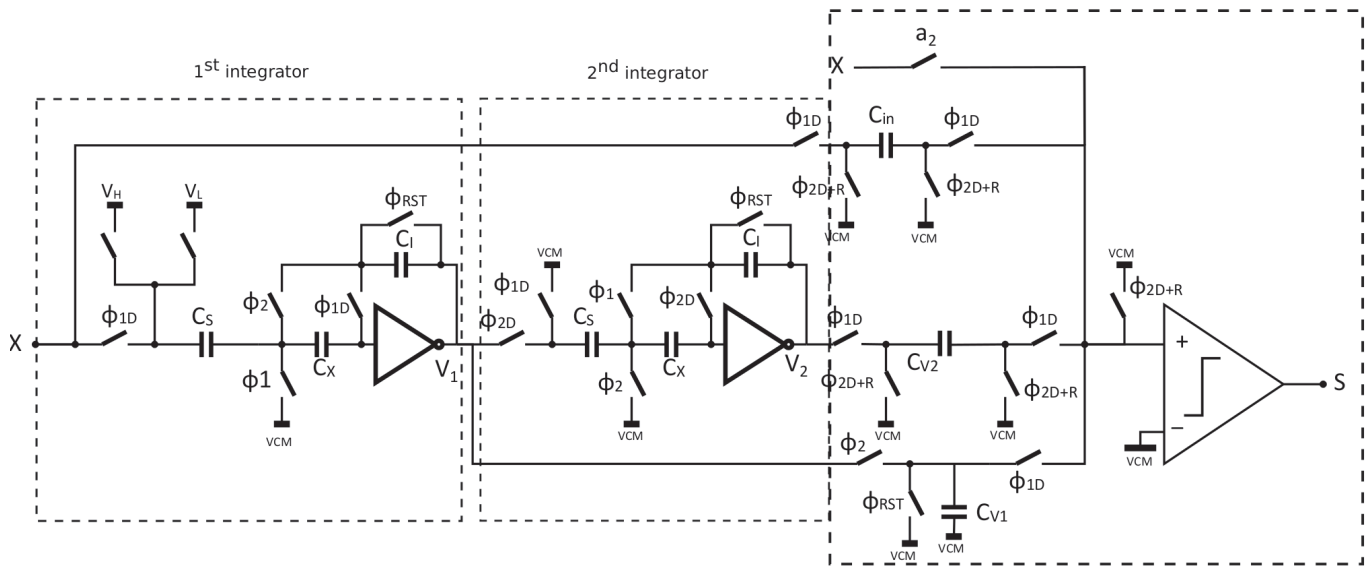 1st integrator
2nd integrator
X
a2
ϕ1D
Cin
ϕ1D
ϕ2D+R
VCM
ϕ2D+R
VCM
VH
VL
ϕRST
CI
ϕ2
ϕ1D
ϕ1D
CS
CX
X
ϕ1
VCM
V1
ϕRST
CI
VCM
ϕ1D
ϕ1
ϕ2D
ϕ2D
CS
CX
ϕ2
VCM
V2
VCM
ϕ2D+R
ϕ1D
CV2
ϕ1D
ϕ2D+R
VCM
ϕ2D+R
VCM
+
−
VCM
S
ϕ2
ϕ1D
ϕRST
VCM
CV1
VCM